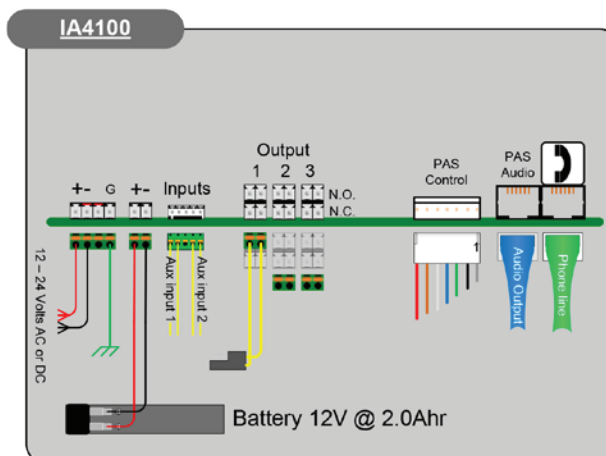 IA4100
Output
1 2 3
N.O.
N.C.
+- G
+-
Inputs
PAS
Control
PAS
Audio
1
12 – 24 Volts AC or DC
Aux input 1
Aux input 2
Audio Output
Phone line
Battery 12V @ 2.0Ahr